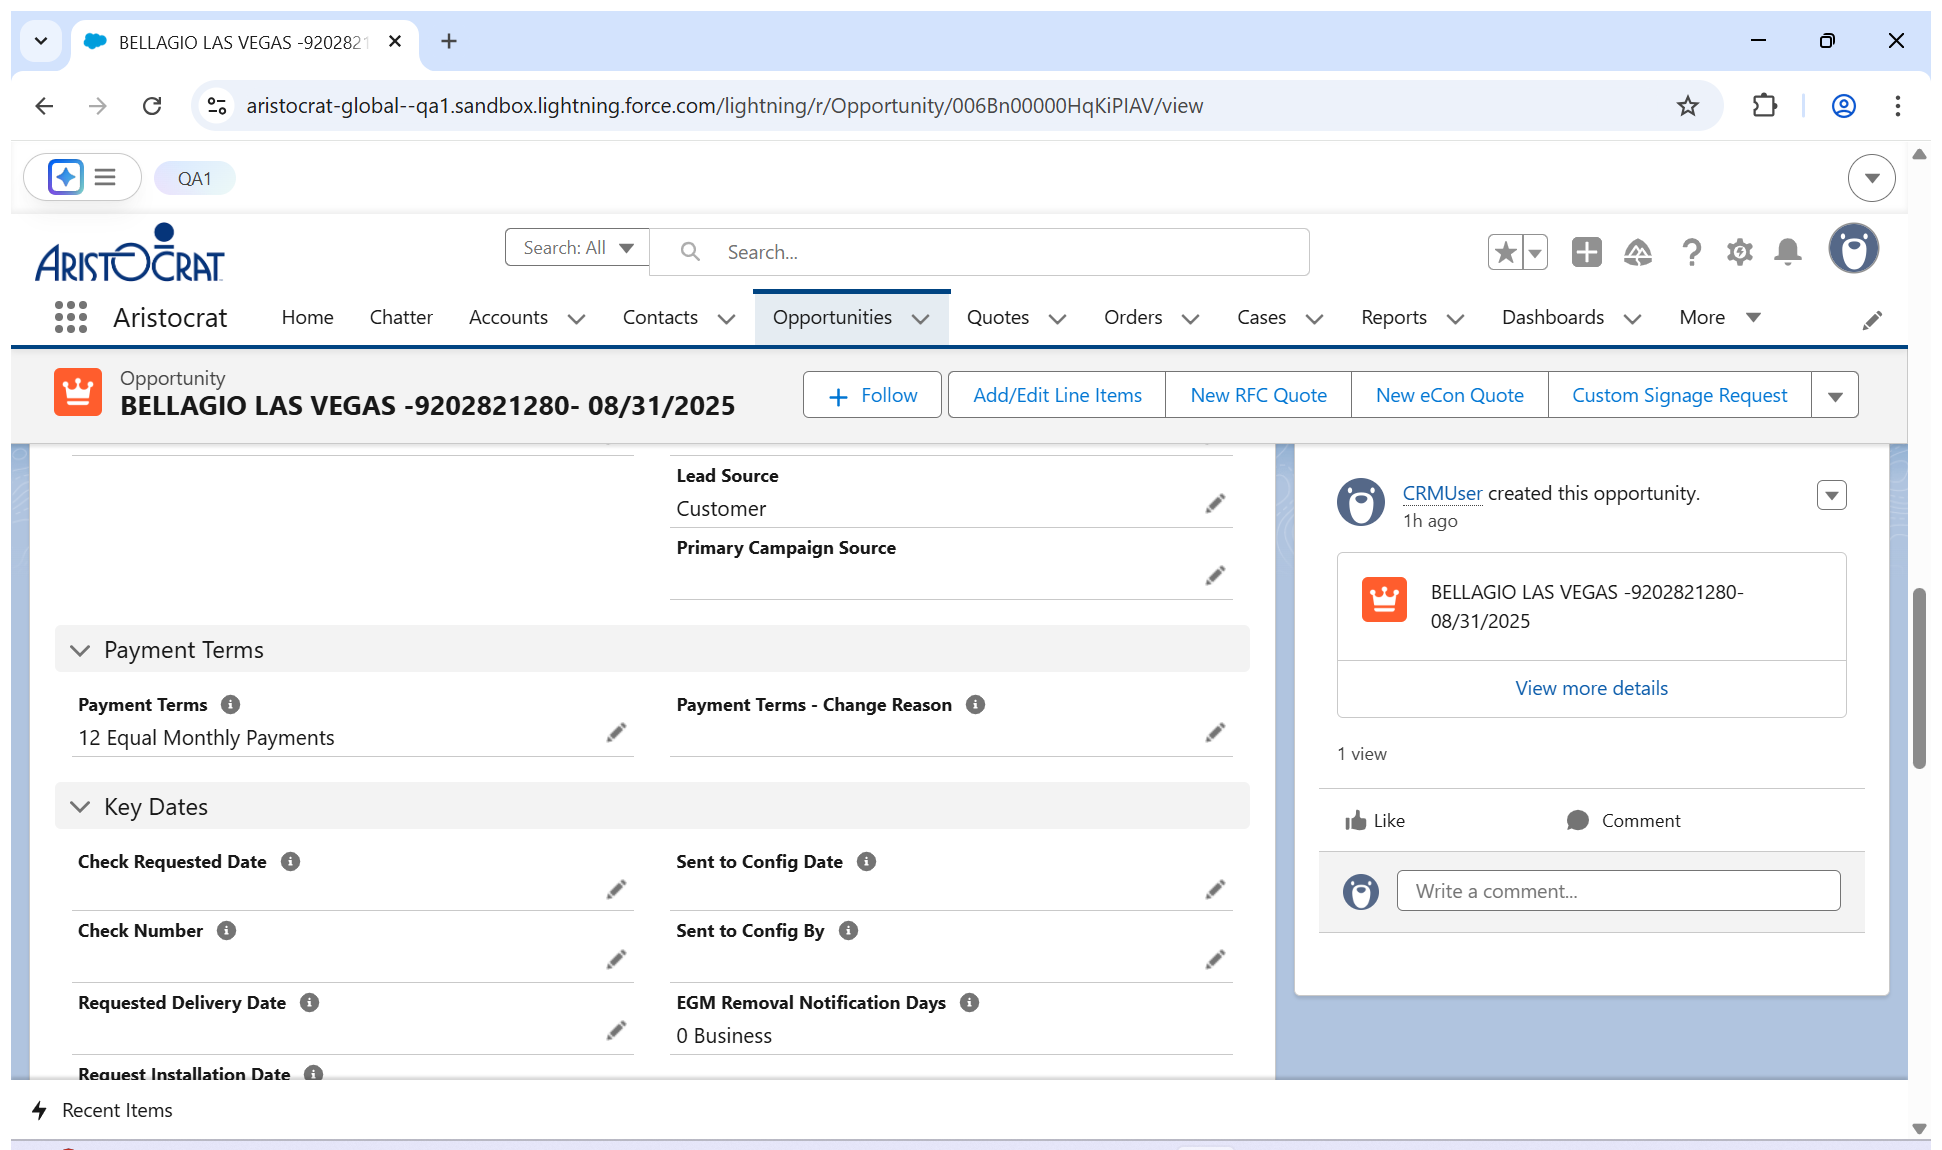 BELLAGIO LAS VEGAS -9202821
aristocrat-global--qa1.sandbox.lightning.force.com/lightning/r/Opportunity/006Bn00000HqKiPIAV/view
QA1
ARISTOCRAT
Search: All
Search...
Aristocrat
Home
Chatter
Accounts
Contacts
Opportunities
Quotes
Orders
Cases
Reports
Dashboards
More
Opportunity
BELLAGIO LAS VEGAS -9202821280- 08/31/2025
Follow
Add/Edit Line Items
New RFC Quote
New eCon Quote
Custom Signage Request
Lead Source
Customer
Primary Campaign Source
Payment Terms
Payment Terms
12 Equal Monthly Payments
Payment Terms - Change Reason
Key Dates
Check Requested Date
Sent to Config Date
Check Number
Sent to Config By
Requested Delivery Date
EGM Removal Notification Days
0 Business
Request Installation Date
CRMUser created this opportunity.
1h ago
BELLAGIO LAS VEGAS -9202821280-
08/31/2025
View more details
1 view
Like
Comment
Write a comment...
Recent Items